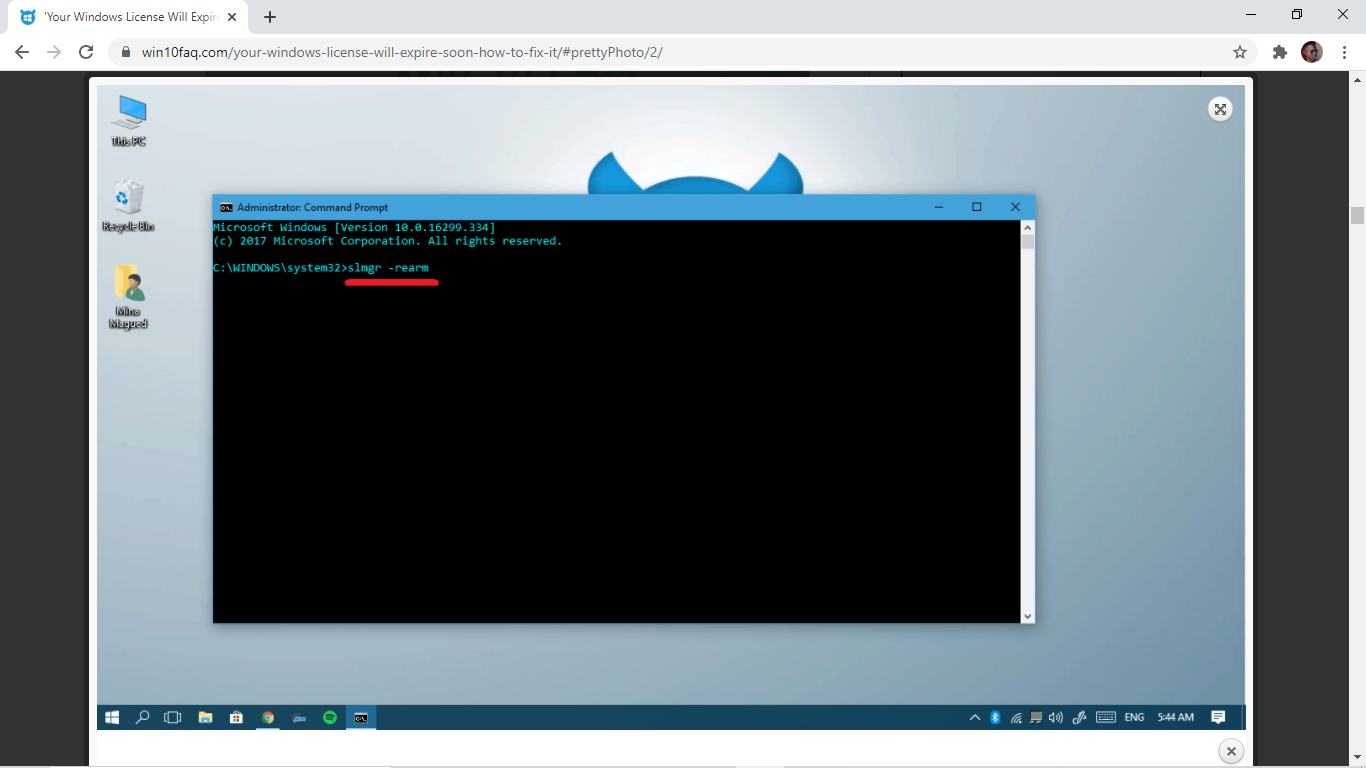 'Your Windows License Will Expir
win10faq.com/your-windows-license-will-expire-soon-how-to-fix-it/#prettyPhoto/2/
This PC
Recycle Bin
Mina
Magued
Administrator: Command Prompt
Microsoft Windows [Version 10.0.16299.334]
(c) 2017 Microsoft Corporation. All rights reserved.
C:\WINDOWS\system32>slmgr -rearm
ENG
5:44 AM